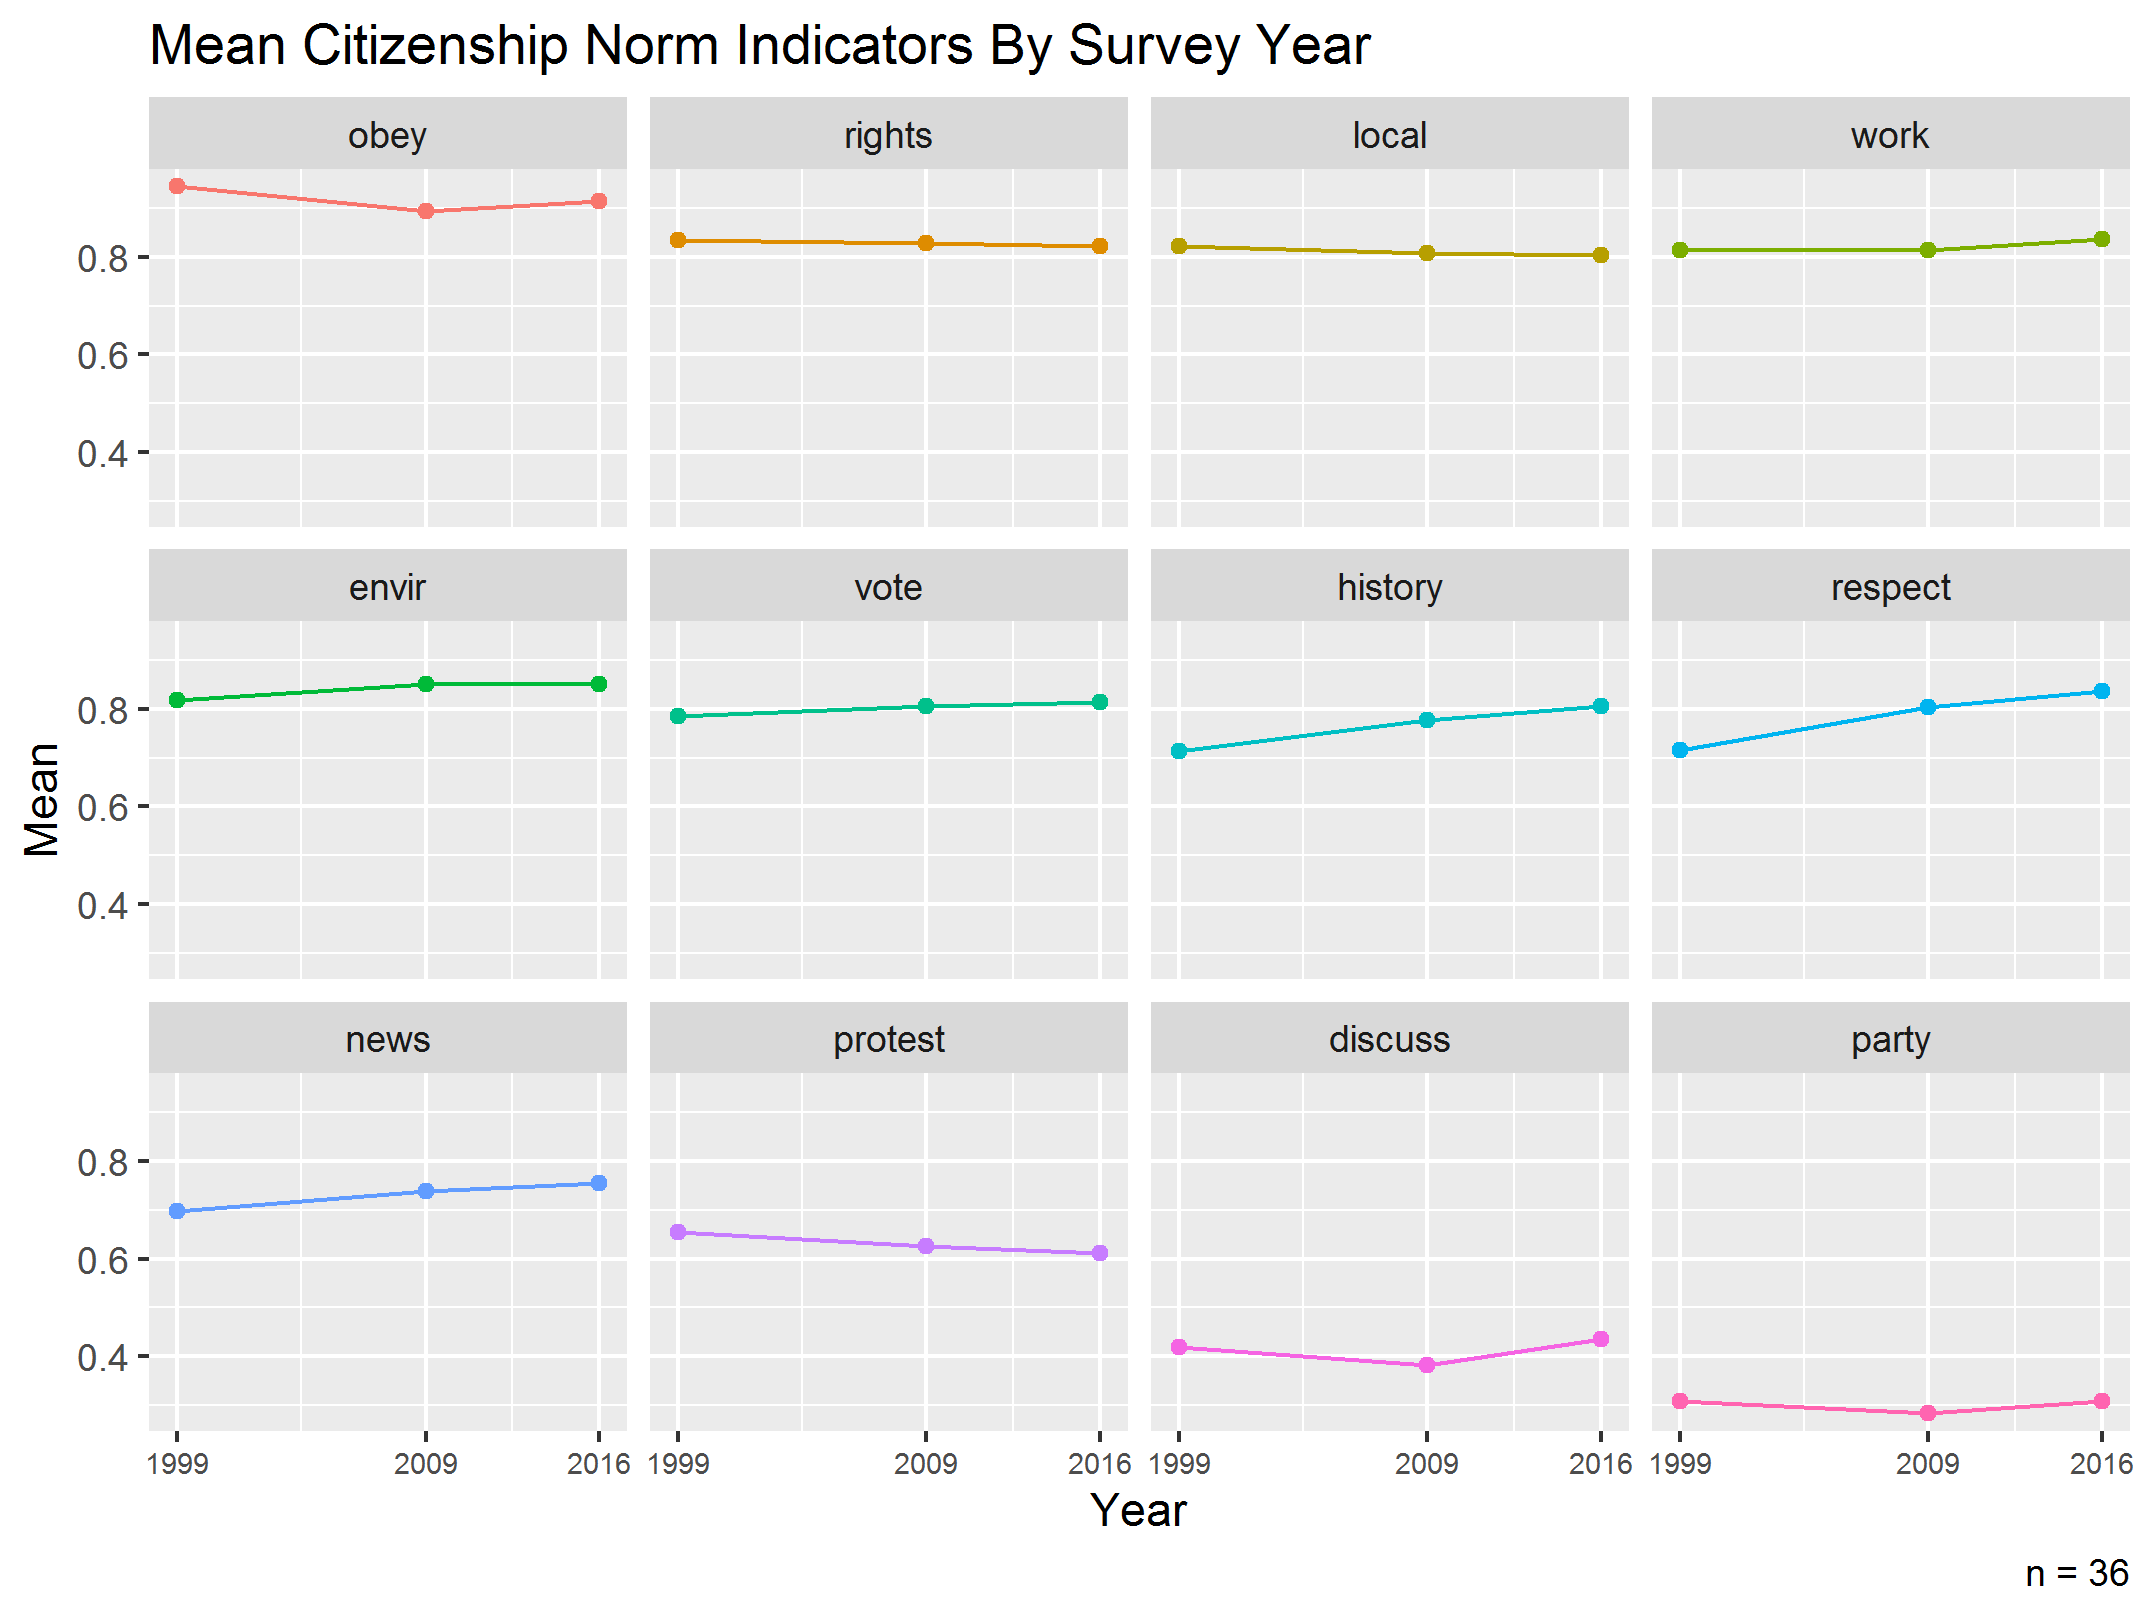 Mean Citizenship Norm Indicators By Survey Year
obey rights local work
0.8
0.6
0.4
envir vote history respect
0.8
0.6
0.4
Mean
news protest discuss party
0.8
0.6
0.4
1999 2009 2016 1999 2009 2016 1999 2009 2016 1999 2009 2016
Year
n = 36